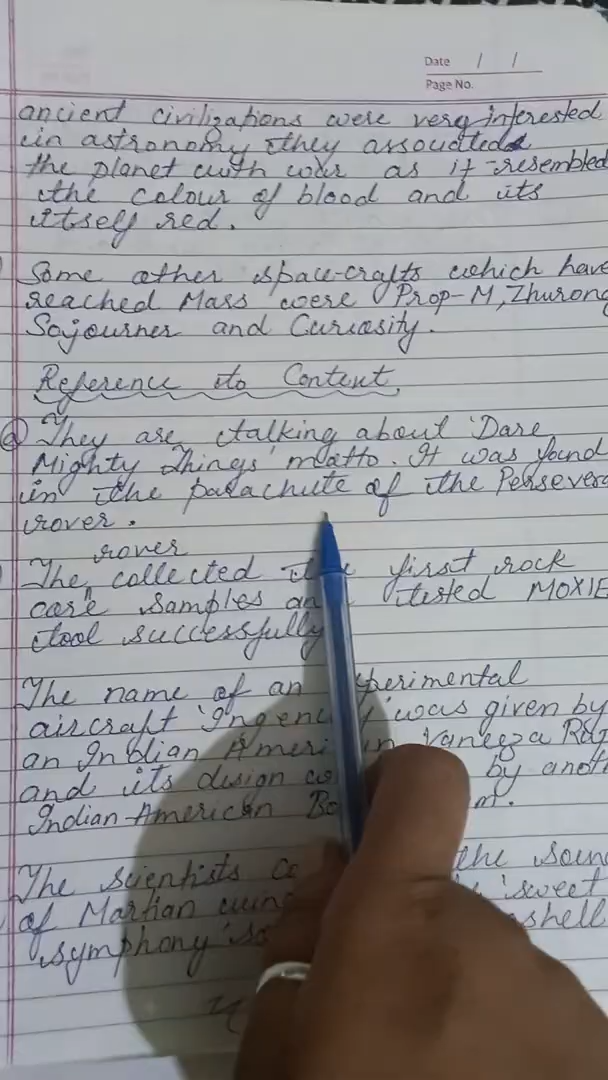 Date / /
Page No.
ancient civilizations were very interested
in astronomy they associated
the planet with war as it resembled
the colour of blood and its
itself red.
Some other space-crafts which have
reached Mass were Prop-M, Zhurong
Sojourner and Curiosity.
Reference to Content
a They are talking about 'Dare
Mighty Things' motto. It was found
in the parachute of the Persevera
rover.
rover
The collected first rock
core samples tested MOXIE
tool successfully
The name of an
aircraft 'Ingen was given by
an Indian Ameri Vaneeza
and its design by anoth
Indian-American
The scientists the soun
of Martian 'sweet
symphony shell